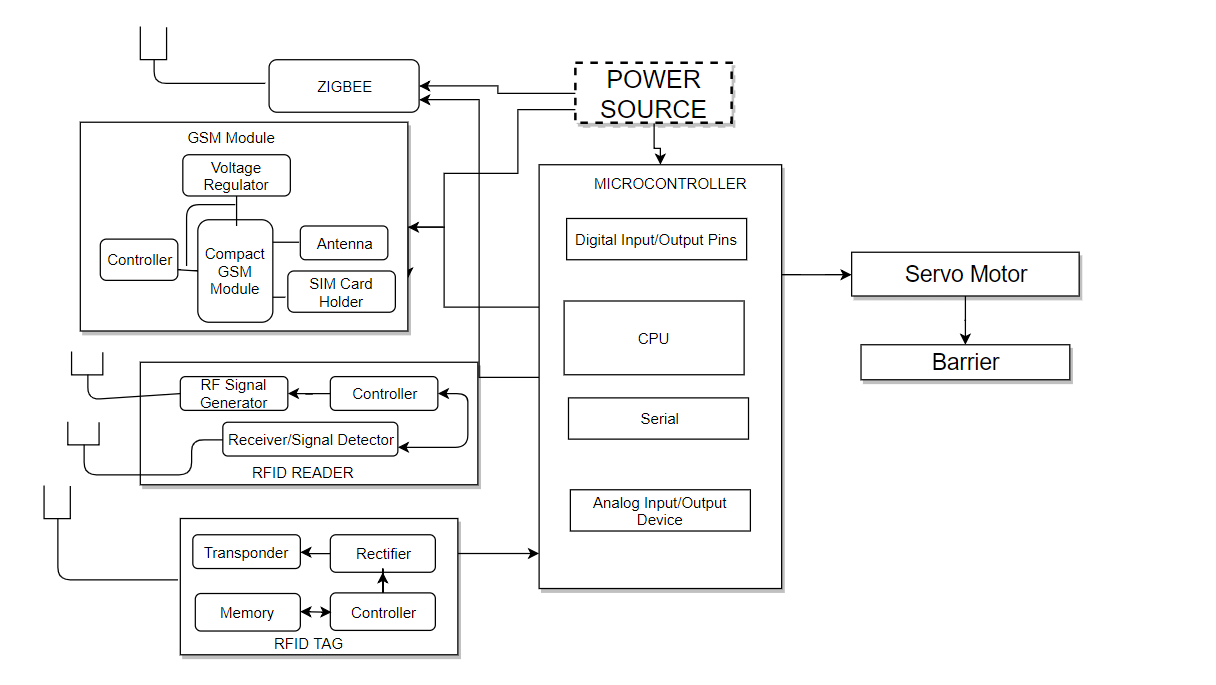 ZIGBEE
POWER
SOURCE
GSM Module
Voltage
Regulator
Controller
Compact
GSM
Module
Antenna
SIM Card
Holder
MICROCONTROLLER
Digital Input/Output Pins
CPU
Serial
Analog Input/Output
Device
Servo Motor
Barrier
RF Signal
Generator
Controller
Receiver/Signal Detector
RFID READER
Transponder
Rectifier
Memory
Controller
RFID TAG